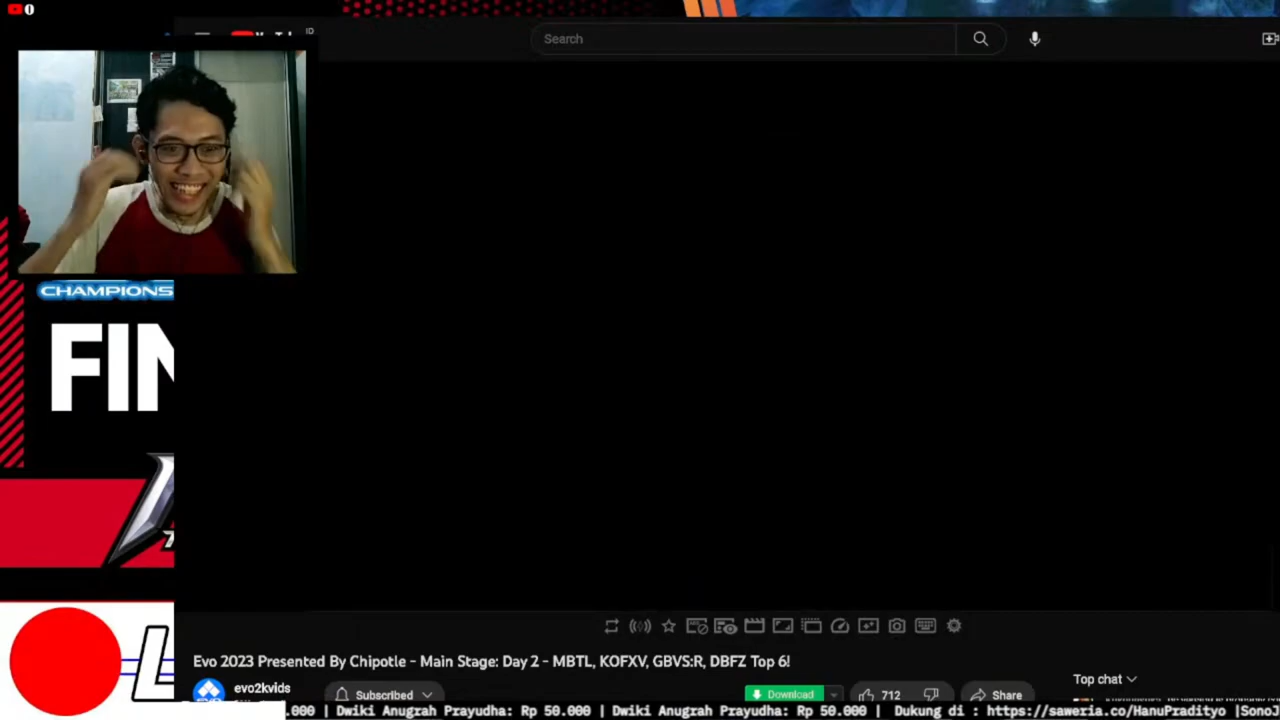 0
ID
Search
CHAMPIONS
FIN
Evo 2023 Presented By Chipotle - Main Stage: Day 2 - MBTL, KOFXV, GBVS:R, DBFZ Top 6!
evo2kvids
Subscribed
Download
712
Share
Top chat
.000 | Dwiki Anugrah Prayudha: Rp 50.000 | Dwiki Anugrah Prayudha: Rp 50.000 | Dukung di : https://saweria.co/HanuPradityo |SonoJ